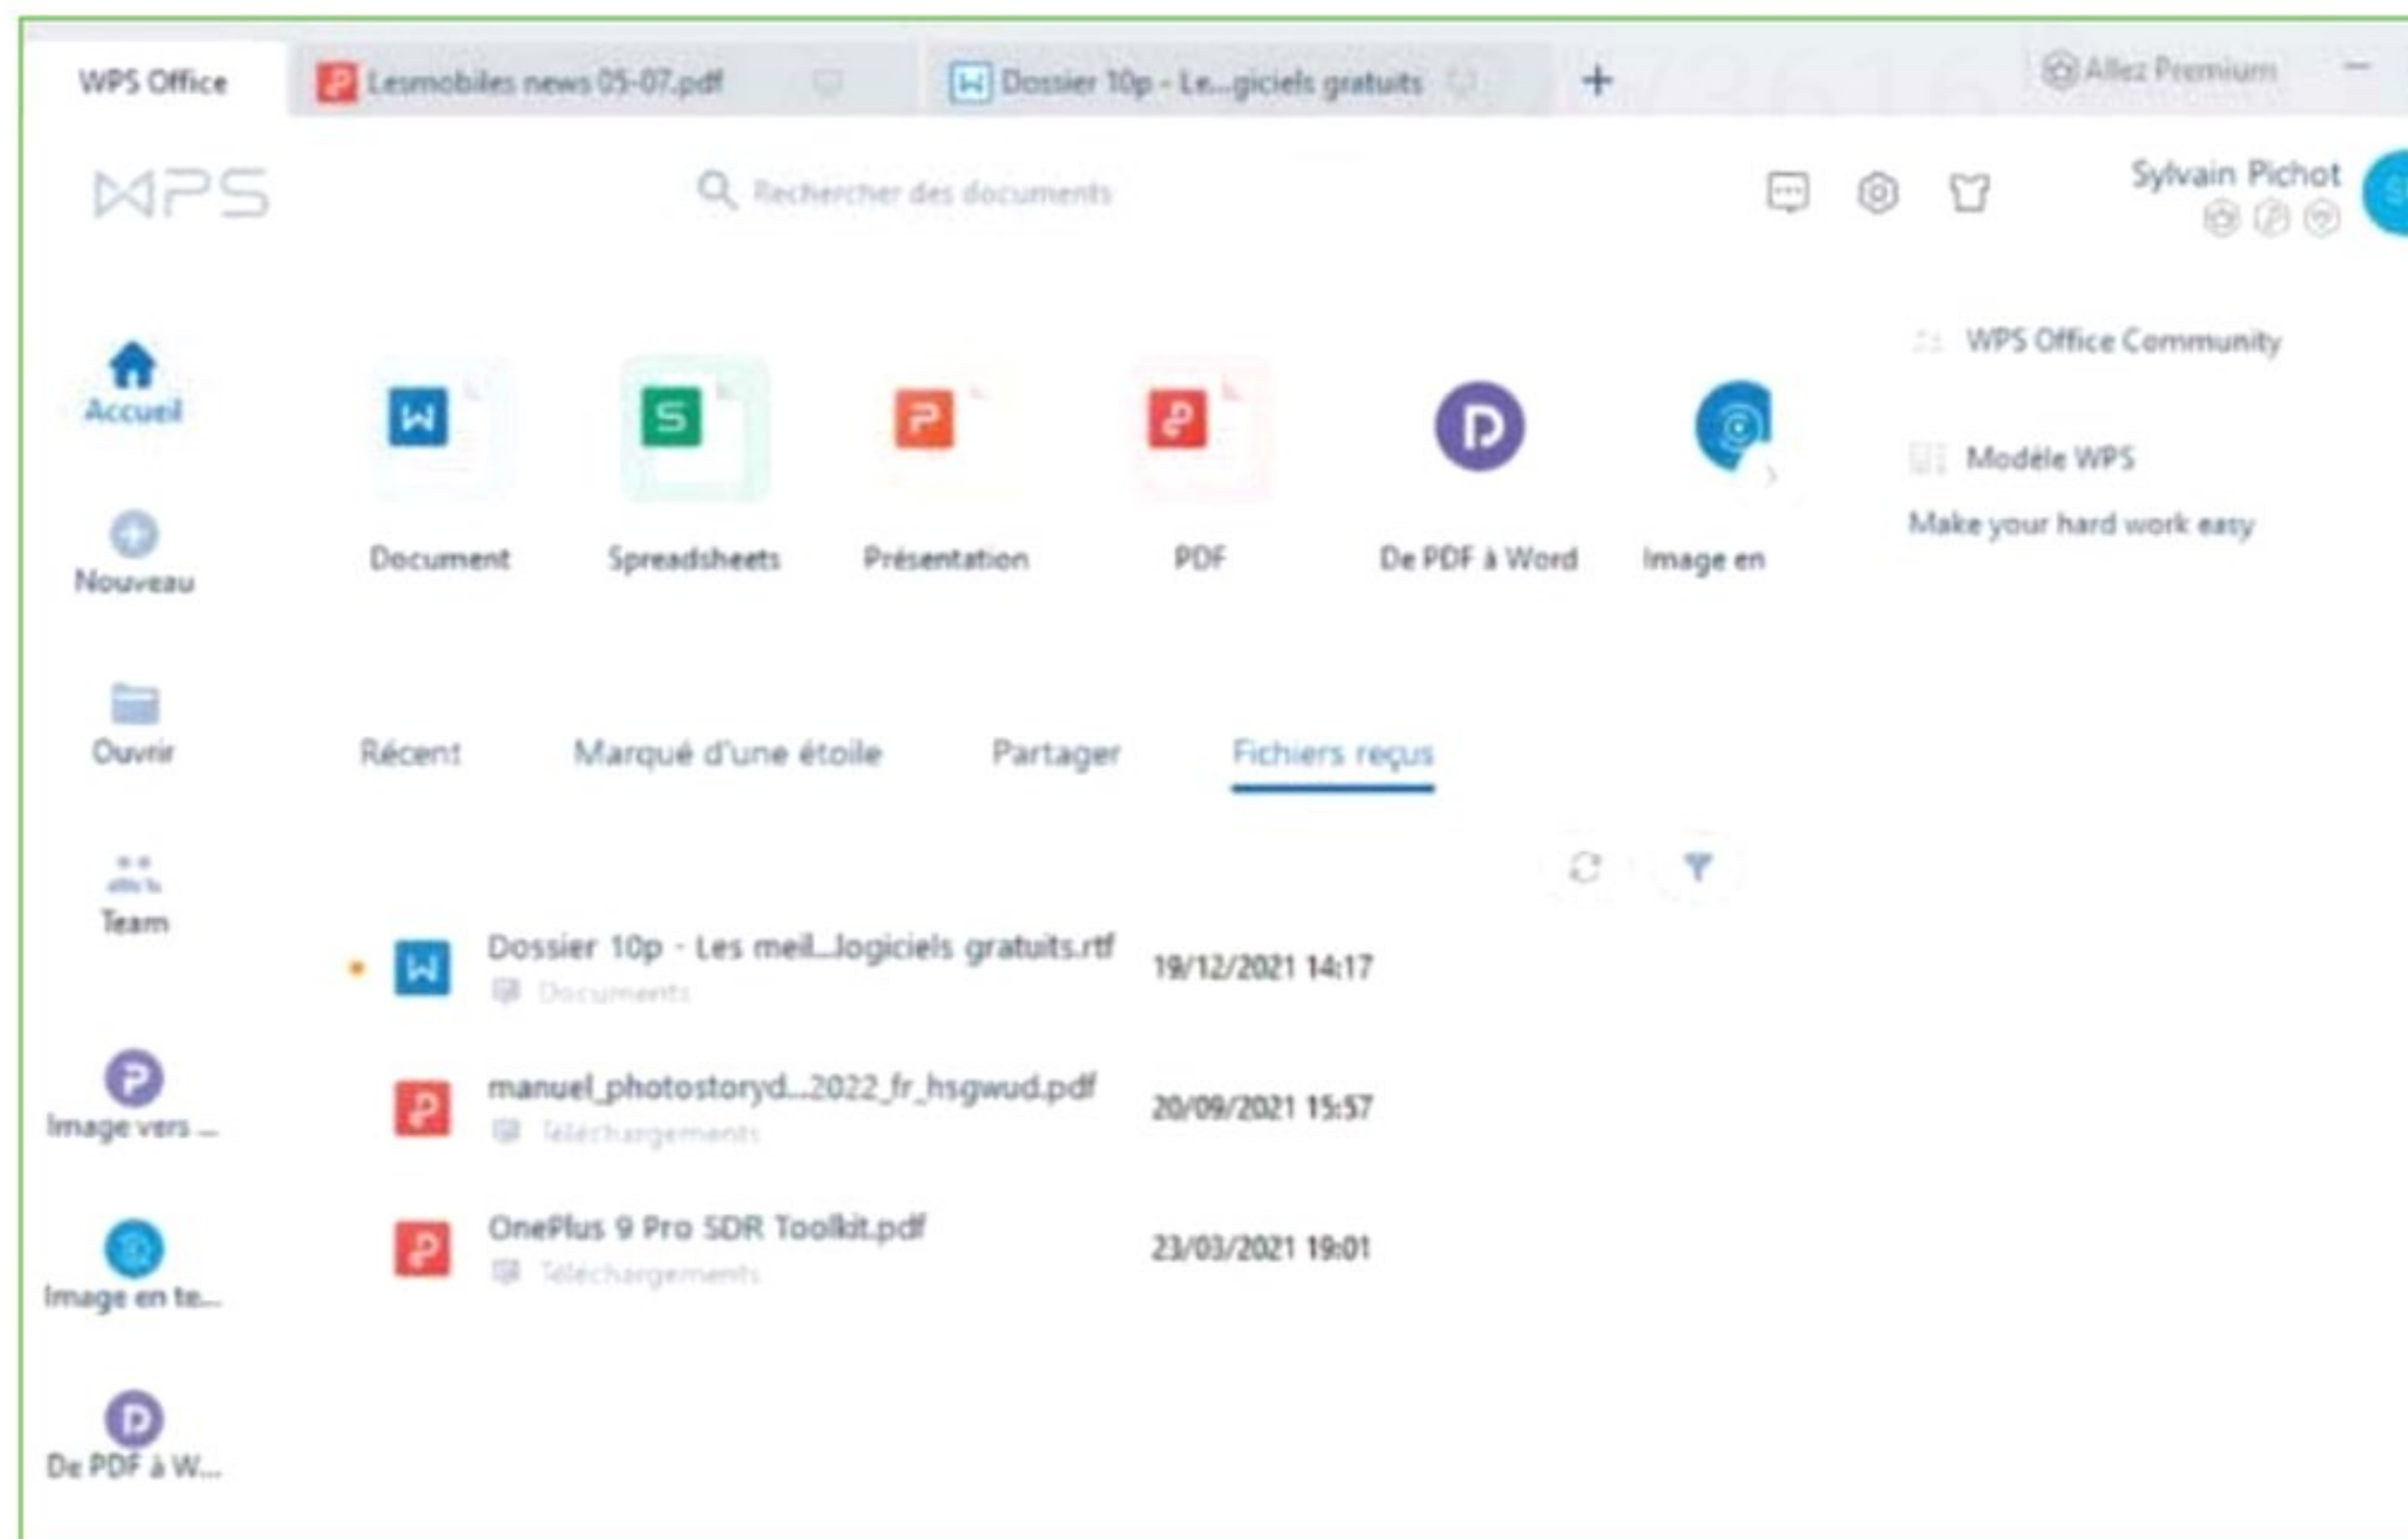 WPS Office
Lesmobiles news 05-07.pdf
Dossier 10p - Le...giciels gratuits
Allez Premium
WPS
Rechercher des documents
Sylvain Pichot
Accueil
Nouveau
Ouvrir
Team
Image vers ...
Image en te...
De PDF à W...
Document
Spreadsheets
Présentation
PDF
De PDF à Word
Image en
WPS Office Community
Modèle WPS
Make your hard work easy
Récent
Marqué d'une étoile
Partager
Fichiers reçus
Dossier 10p - Les meil...logiciels gratuits.rtf
19/12/2021 14:17
Documents
manuel_photostoryd...2022_fr_hsgwud.pdf
20/09/2021 15:57
Téléchargements
OnePlus 9 Pro SDR Toolkit.pdf
23/03/2021 19:01
Téléchargements